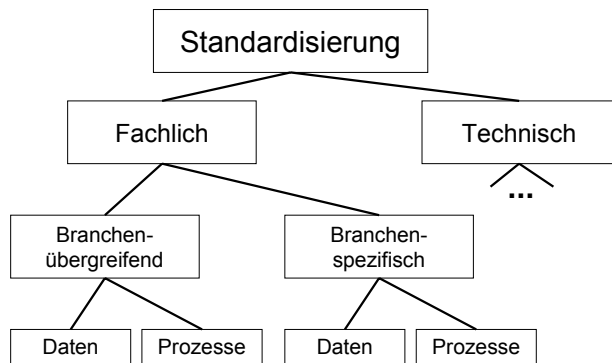 Standardisierung
Fachlich
Technisch
...
Branchen-
übergreifend
Branchen-
spezifisch
Daten
Prozesse
Daten
Prozesse